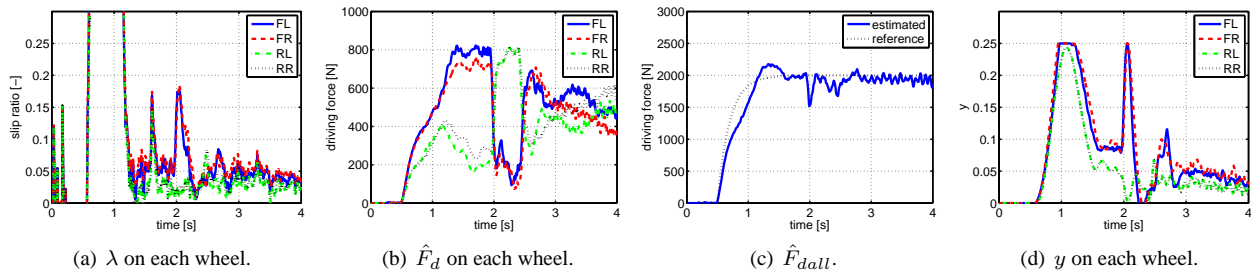 slip ratio [−]
0.25
0.2
0.15
0.1
0.05
0
0 1 2 3 4
time [s]
FL
FR
RL
RR
(a) λ on each wheel.
driving force [N]
1000
800
600
400
200
0
0 1 2 3 4
time [s]
FL
FR
RL
RR
(b) F̂d on each wheel.
driving force [N]
3000
2500
2000
1500
1000
500
0
0 1 2 3 4
time [s]
estimated
reference
(c) F̂dall.
y
0.25
0.2
0.15
0.1
0.05
0
0 1 2 3 4
time [s]
FL
FR
RL
RR
(d) y on each wheel.